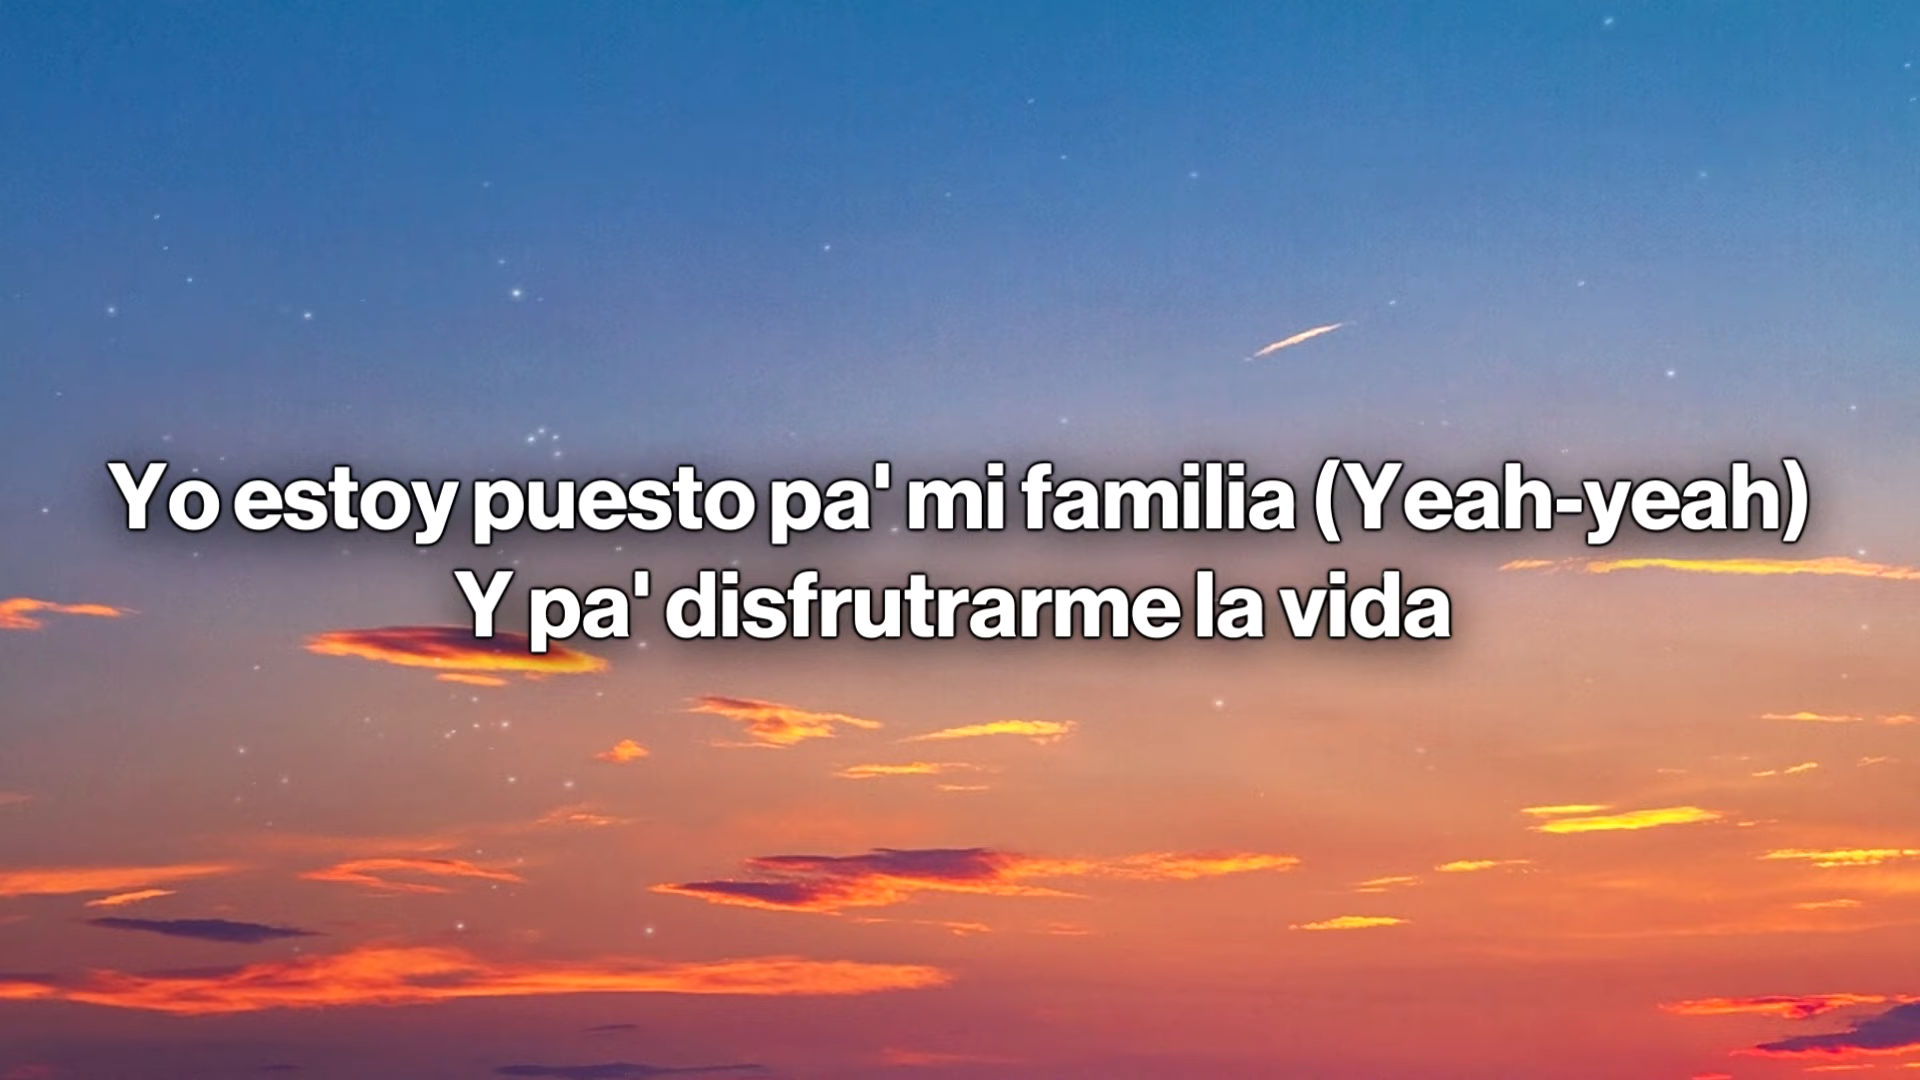 Yo estoy puesto pa' mi familia (Yeah-yeah)
Y pa' disfrutrarme la vida